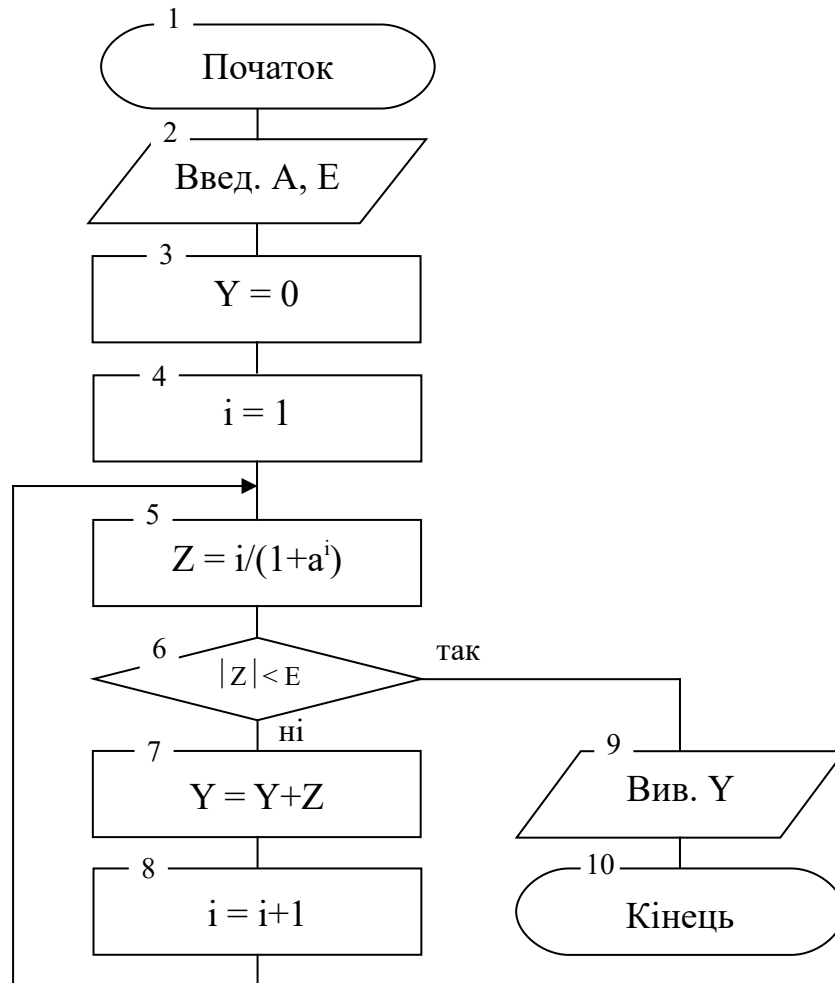 1
Початок
2
Введ. А, Е
3
Y = 0
4
i = 1
5
Z = i/(1+aⁱ)
6
|Z| < E
так
ні
7
Y = Y+Z
8
i = i+1
9
Вив. Y
10
Кінець